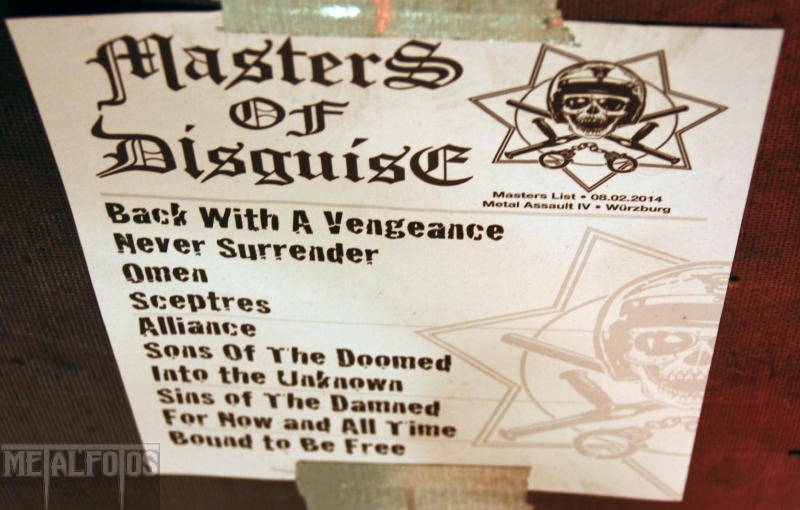 Masters
Of
Disguise
Masters List • 08.02.2014
Metal Assault IV • Würzburg
Back With A Vengeance
Never Surrender
Omen
Sceptres
Alliance
Sons Of The Doomed
Into the Unknown
Sins of The Damned
For Now and All Time
Bound to Be Free
METALFOTOS